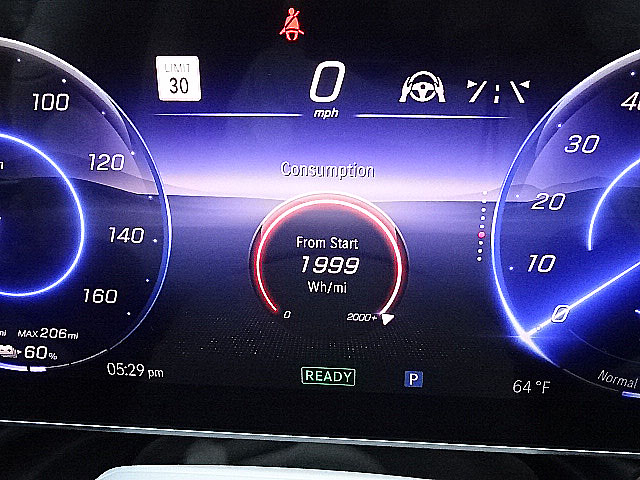 LIMIT
30
0
mph
100
120
140
160
MAX 206 mi
60%
05:29 pm
Consumption
From Start
1999
Wh/mi
0
2000+
READY
P
30
20
10
0
64 °F
Normal